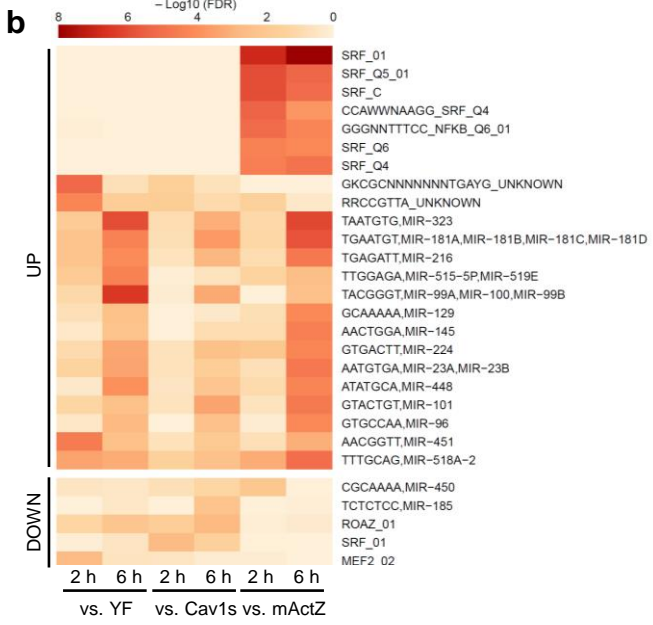 b
– Log10 (FDR)
8 6 4 2 0
SRF_01
SRF_Q5_01
SRF_C
CCAWWNAAGG_SRF_Q4
GGGNNTTTCC_NFKB_Q6_01
SRF_Q6
SRF_Q4
GKCGCNNNNNNNTGAYG_UNKNOWN
RRCCGTTA_UNKNOWN
TAATGTG,MIR−323
TGAATGT,MIR−181A,MIR−181B,MIR−181C,MIR−181D
TGAGATT,MIR−216
TTGGAGA,MIR−515−5P,MIR−519E
TACGGGT,MIR−99A,MIR−100,MIR−99B
GCAAAAA,MIR−129
AACTGGA,MIR−145
GTGACTT,MIR−224
AATGTGA,MIR−23A,MIR−23B
ATATGCA,MIR−448
GTACTGT,MIR−101
GTGCCAA,MIR−96
AACGGTT,MIR−451
TTTGCAG,MIR−518A−2
UP
CGCAAAA,MIR−450
TCTCTCC,MIR−185
ROAZ_01
SRF_01
MEF2_02
DOWN
2 h 6 h 2 h 6 h 2 h 6 h
vs. YF vs. Cav1s vs. mActZ